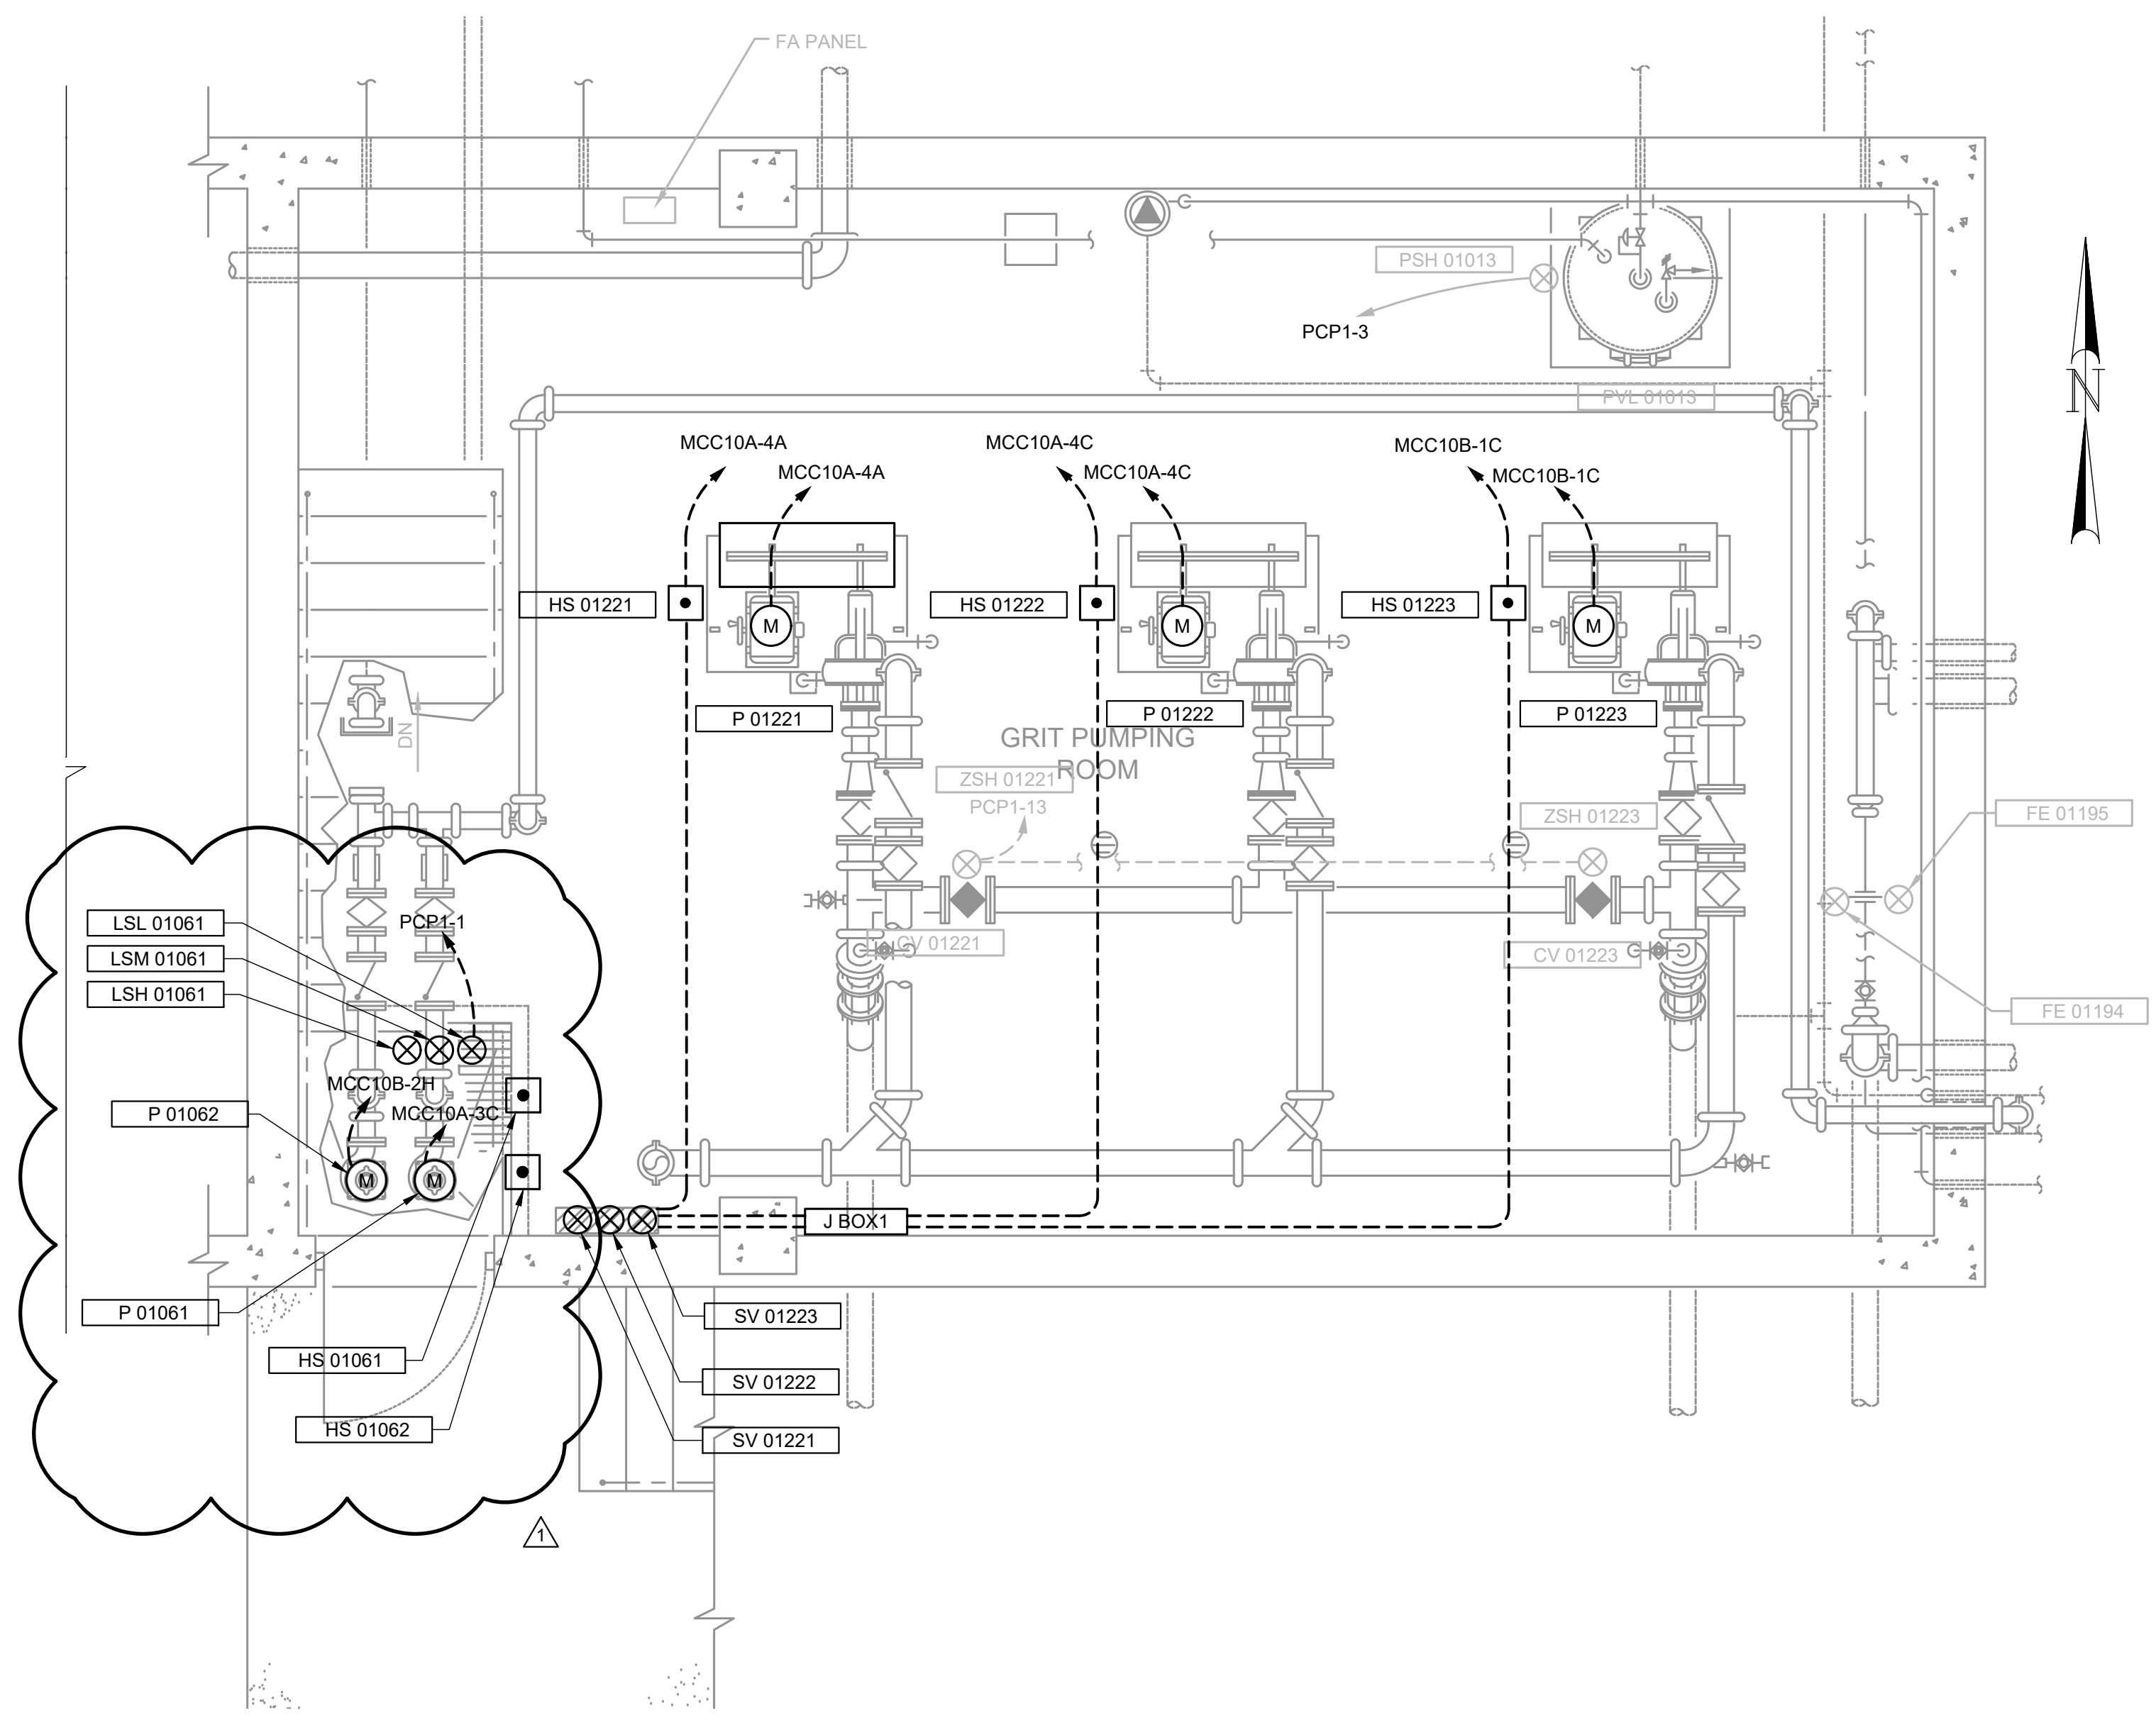 FA PANEL
PSH 01013
PCP1-3
N
PVL 01013
MCC10A-4A
MCC10A-4A
MCC10A-4C
MCC10A-4C
MCC10B-1C
MCC10B-1C
HS 01221
M
HS 01222
M
HS 01223
M
P 01221
P 01222
P 01223
DN
GRIT PUMPING
ROOM
ZSH 01221
PCP1-13
ZSH 01223
FE 01195
LSL 01061
PCP1-1
LSM 01061
CV 01221
CV 01223
LSH 01061
FE 01194
MCC10B-2H
P 01062
MCC10A-3C
M
M
J BOX1
P 01061
SV 01223
HS 01061
SV 01222
HS 01062
SV 01221
1